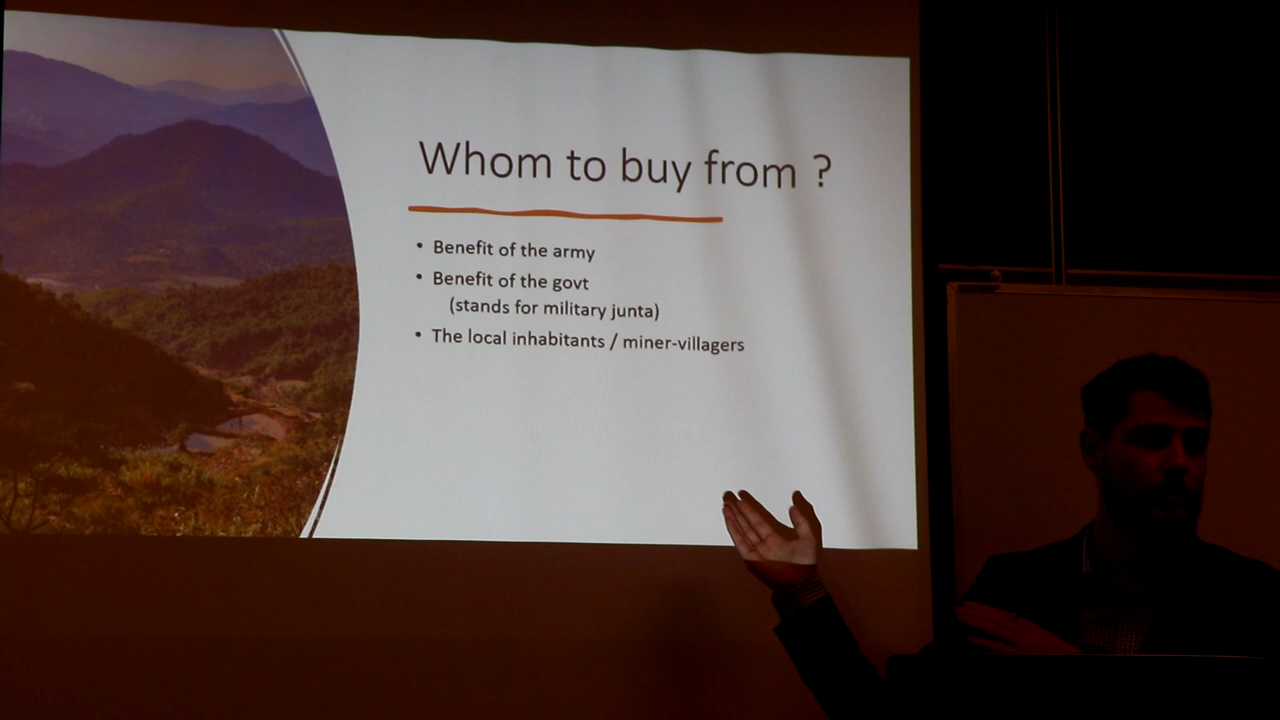 Whom to buy from ?
• Benefit of the army
• Benefit of the govt
(stands for military junta)
• The local inhabitants / miner-villagers